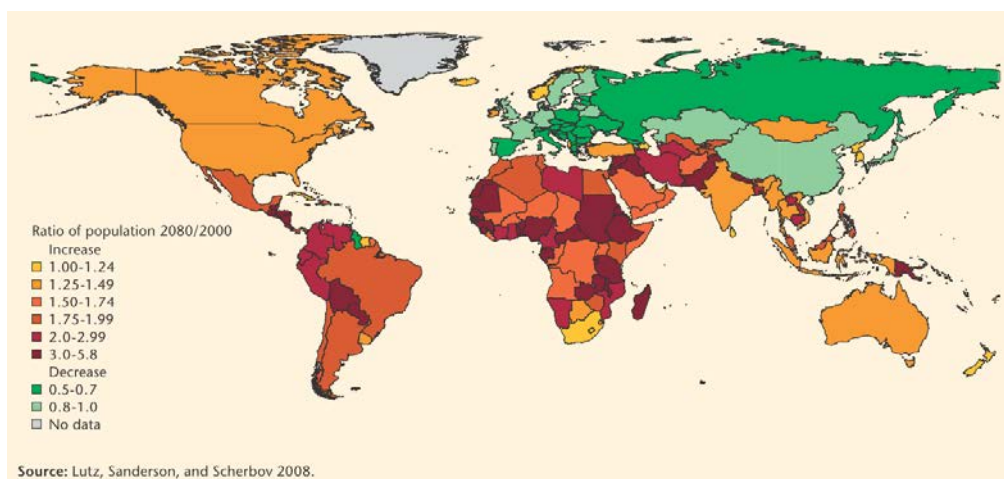 Ratio of population 2080/2000
Increase
1.00-1.24
1.25-1.49
1.50-1.74
1.75-1.99
2.0-2.99
3.0-5.8
Decrease
0.5-0.7
0.8-1.0
No data
Source: Lutz, Sanderson, and Scherbov 2008.